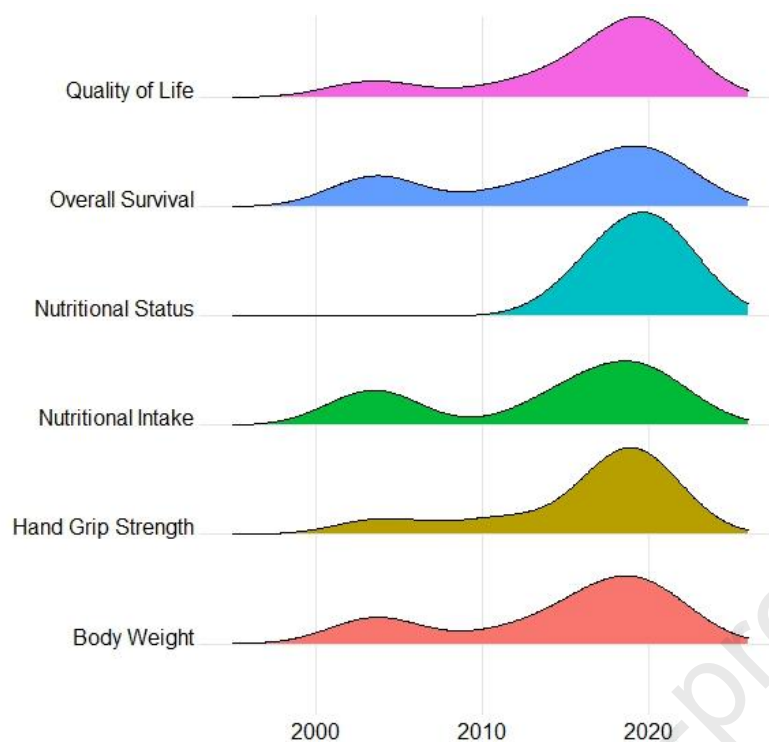 Quality of Life
Overall Survival
Nutritional Status
Nutritional Intake
Hand Grip Strength
Body Weight
2000 2010 2020